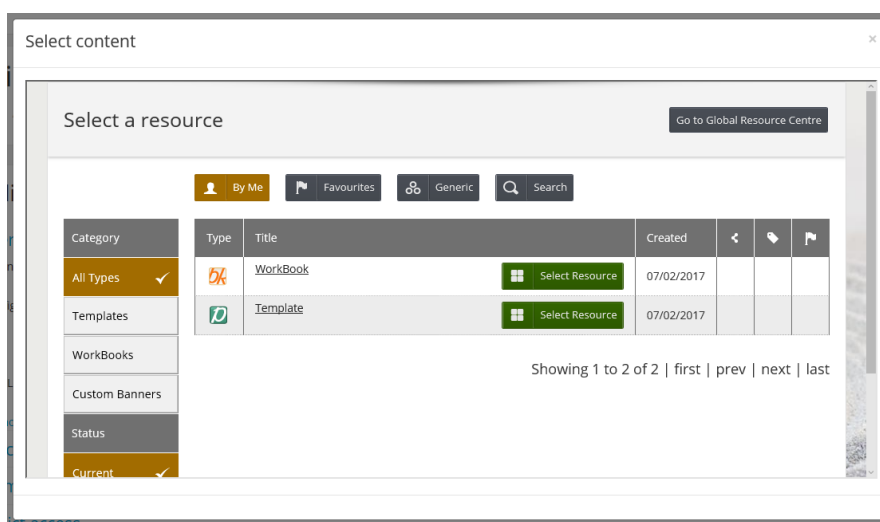 Select content
×
Select a resource
Go to Global Resource Centre
By Me
Favourites
Generic
Search
Category
Type Title Created
All Types
WorkBook Select Resource 07/02/2017
Templates
Template Select Resource 07/02/2017
WorkBooks
Showing 1 to 2 of 2 | first | prev | next | last
Custom Banners
Status
Current